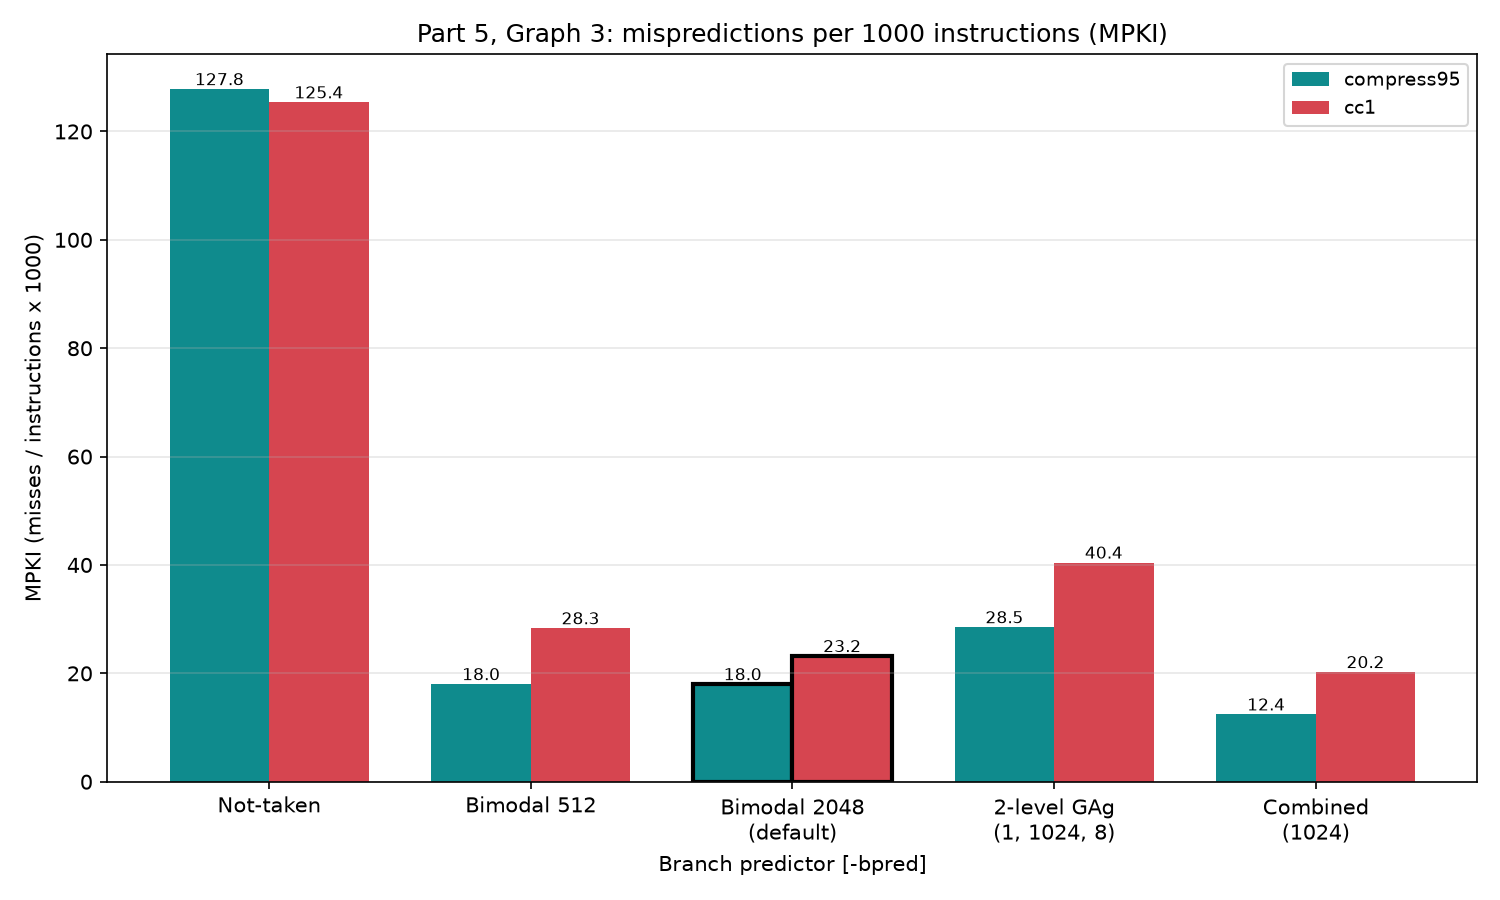 Part 5, Graph 3: mispredictions per 1000 instructions (MPKI)
compress95
cc1
MPKI (misses / instructions x 1000)
120
100
80
60
40
20
0
127.8
125.4
18.0
28.3
18.0
23.2
28.5
40.4
12.4
20.2
Not-taken
Bimodal 512
Bimodal 2048
(default)
2-level GAg
(1, 1024, 8)
Combined
(1024)
Branch predictor [-bpred]